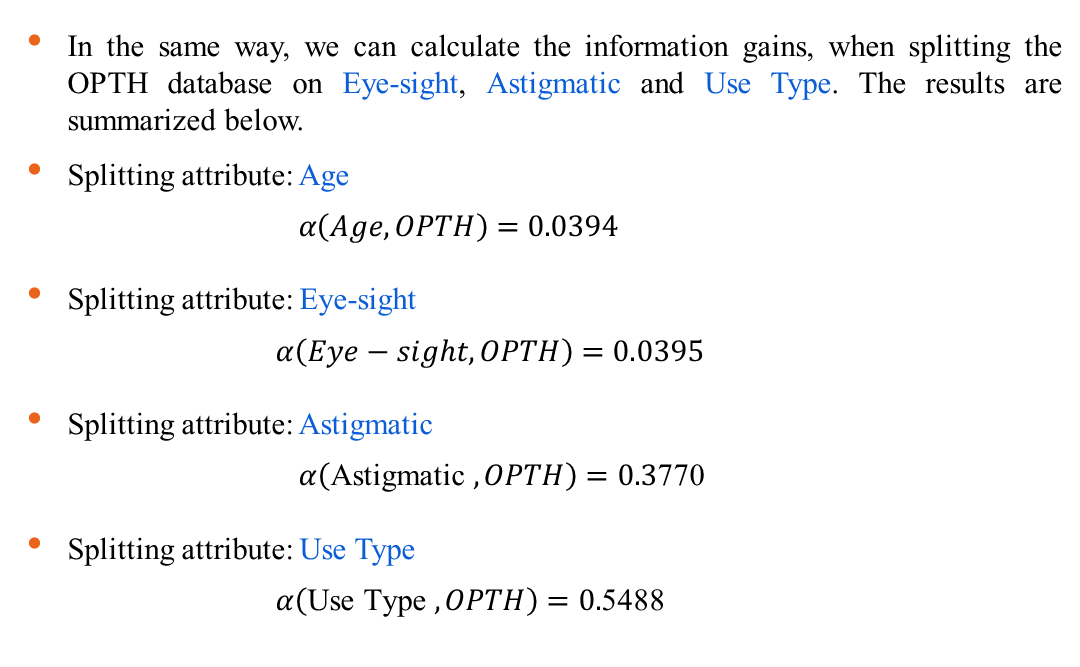 • In the same way, we can calculate the information gains, when splitting the
OPTH database on Eye-sight, Astigmatic and Use Type. The results are
summarized below.
• Splitting attribute: Age
𝛼(𝐴𝑔𝑒, 𝑂𝑃𝑇𝐻) = 0.0394
• Splitting attribute: Eye-sight
𝛼(𝐸𝑦𝑒 − 𝑠𝑖𝑔ℎ𝑡, 𝑂𝑃𝑇𝐻) = 0.0395
• Splitting attribute: Astigmatic
𝛼(Astigmatic , 𝑂𝑃𝑇𝐻) = 0.3770
• Splitting attribute: Use Type
𝛼(Use Type , 𝑂𝑃𝑇𝐻) = 0.5488